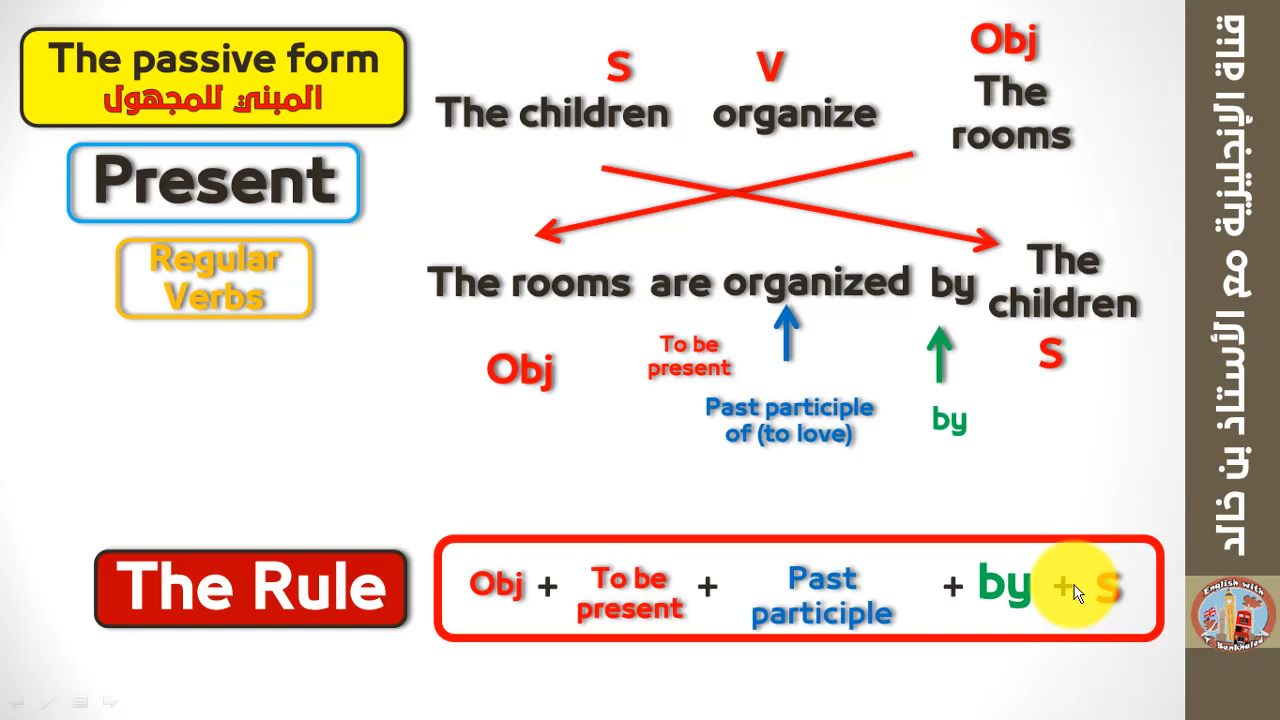 The passive form
المبني للمجهول
Present
Regular
Verbs
S V Obj
The children organize The
rooms
The rooms are organized by The
children
Obj To be
present S
Past participle
of (to love) by
The Rule
Obj + To be
present + Past
participle + by + S
قناة الإنجليزية مع الأستاذ بن خالد
English with
T. Benkhaled